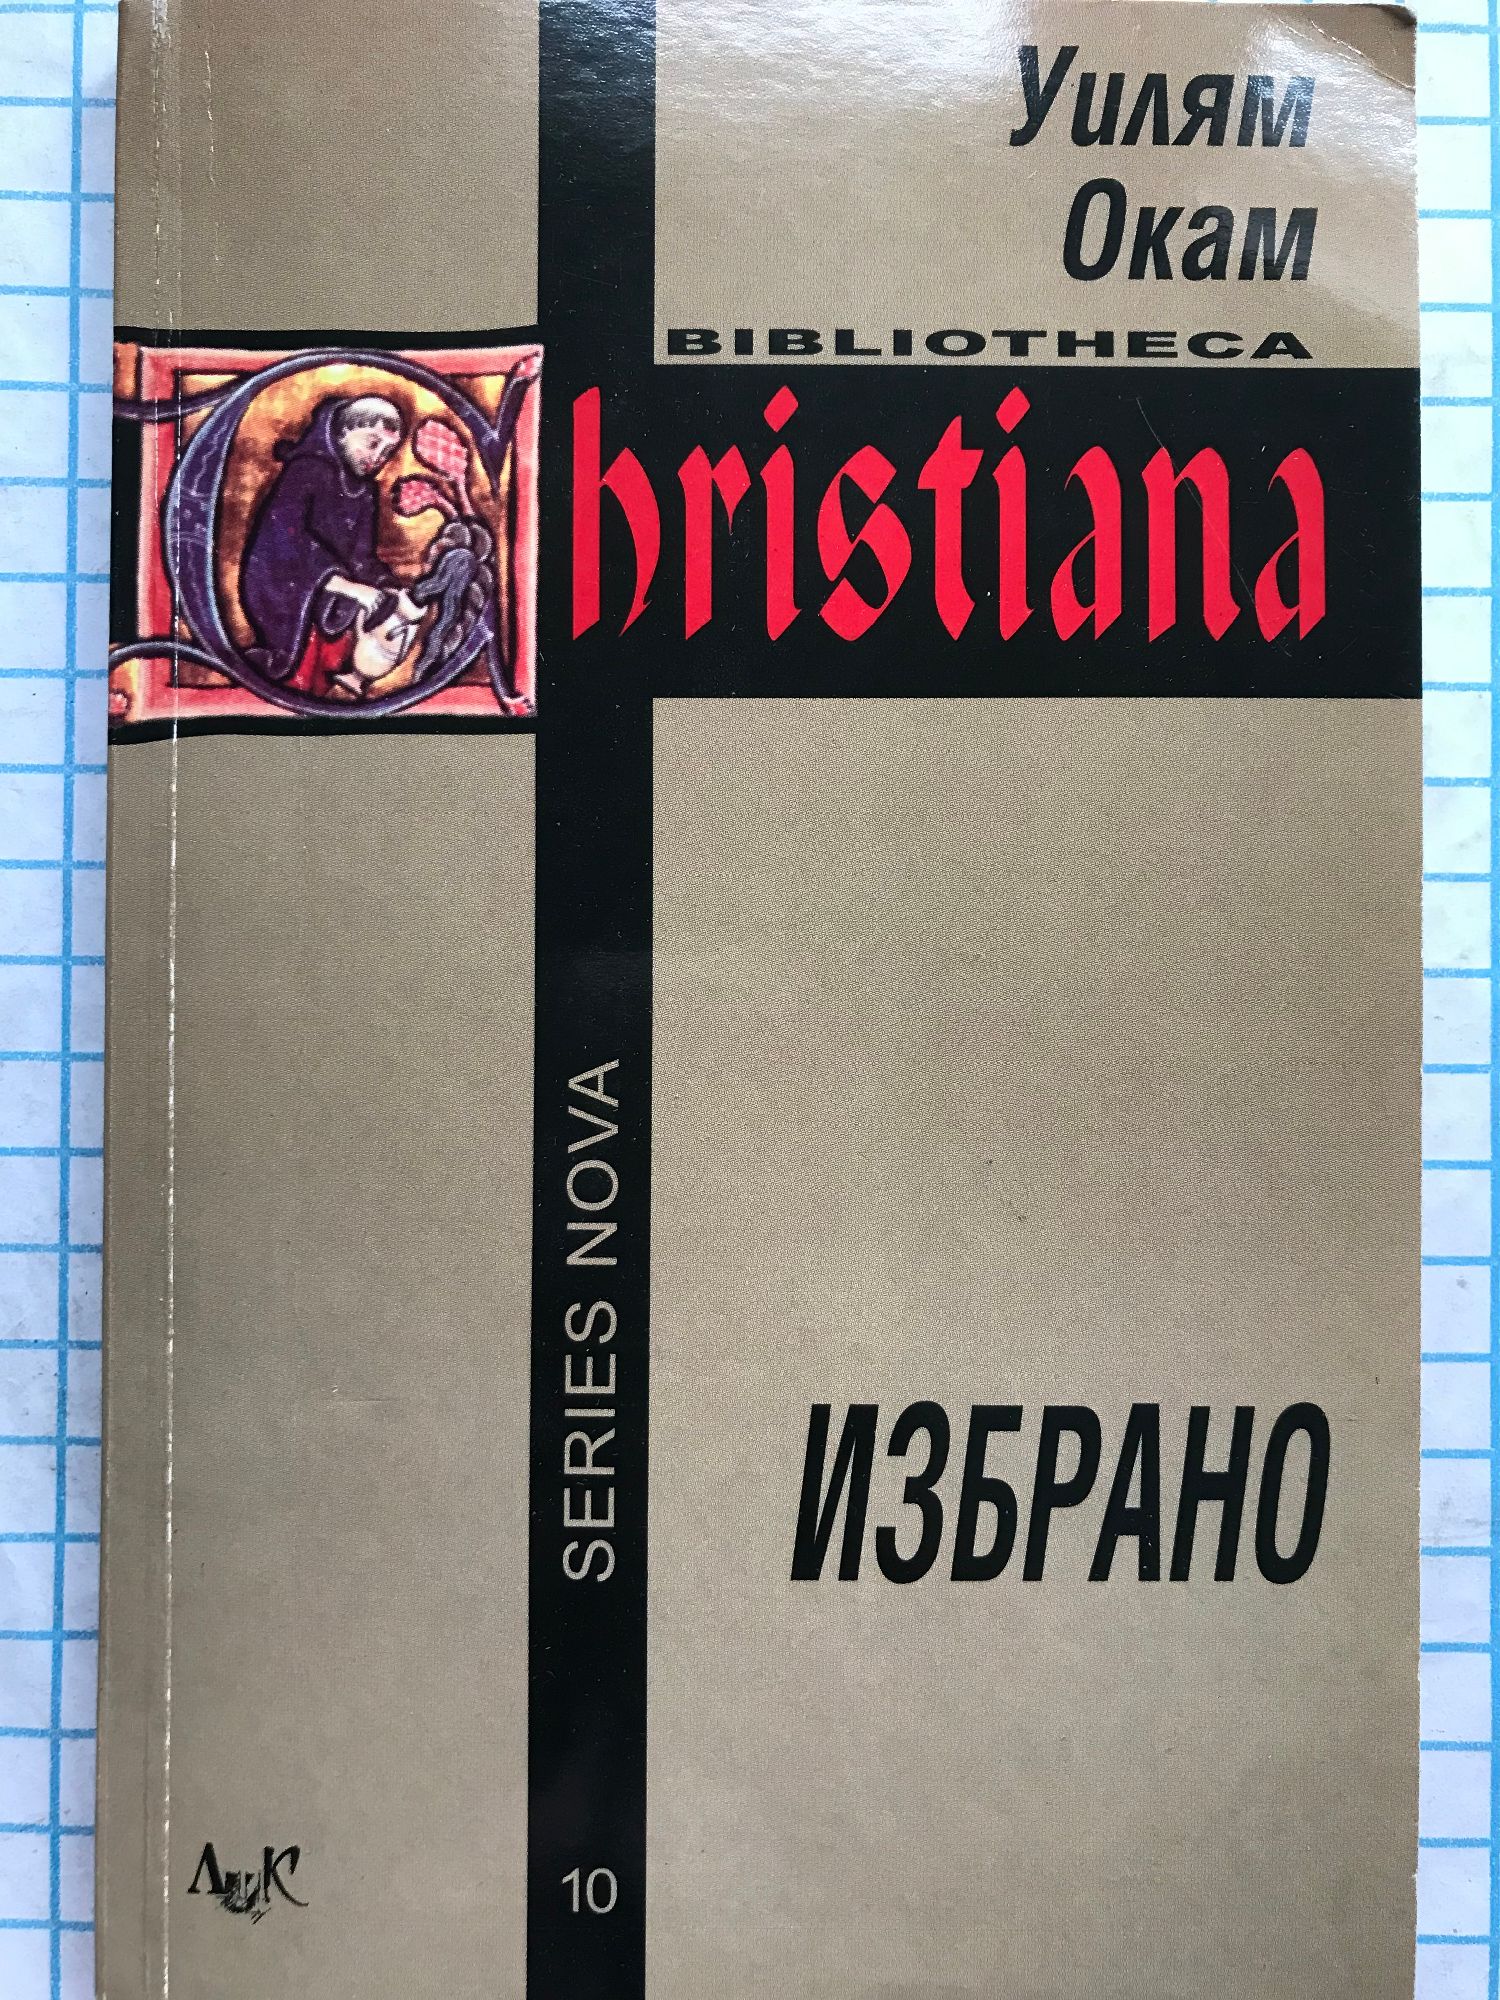 Уилям
Окам
BIBLIOTHECA
Christiana
SERIES NOVA
ИЗБРАНО
ЛИК
10